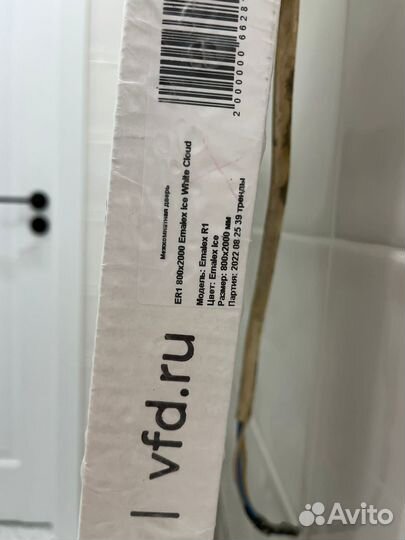 2 000000 6628
Межкомнатная дверь
ER1 800x2000 Emalex Ice White Cloud
Модель: Emalex R1
Цвет: Emalex Ice
Размер: 800x2000 мм
Партия: 2022 08 25 39 тренды
| vfd.ru
Avito